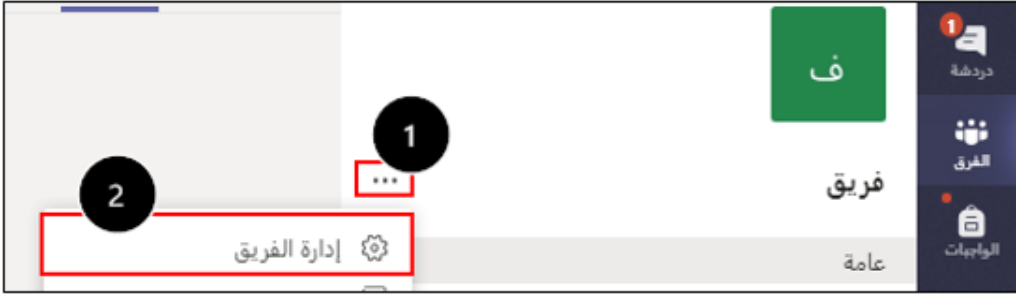 1
دردشة
الفرق
الواجبات
ف
فريق
...
1
عامة
2
إدارة الفريق